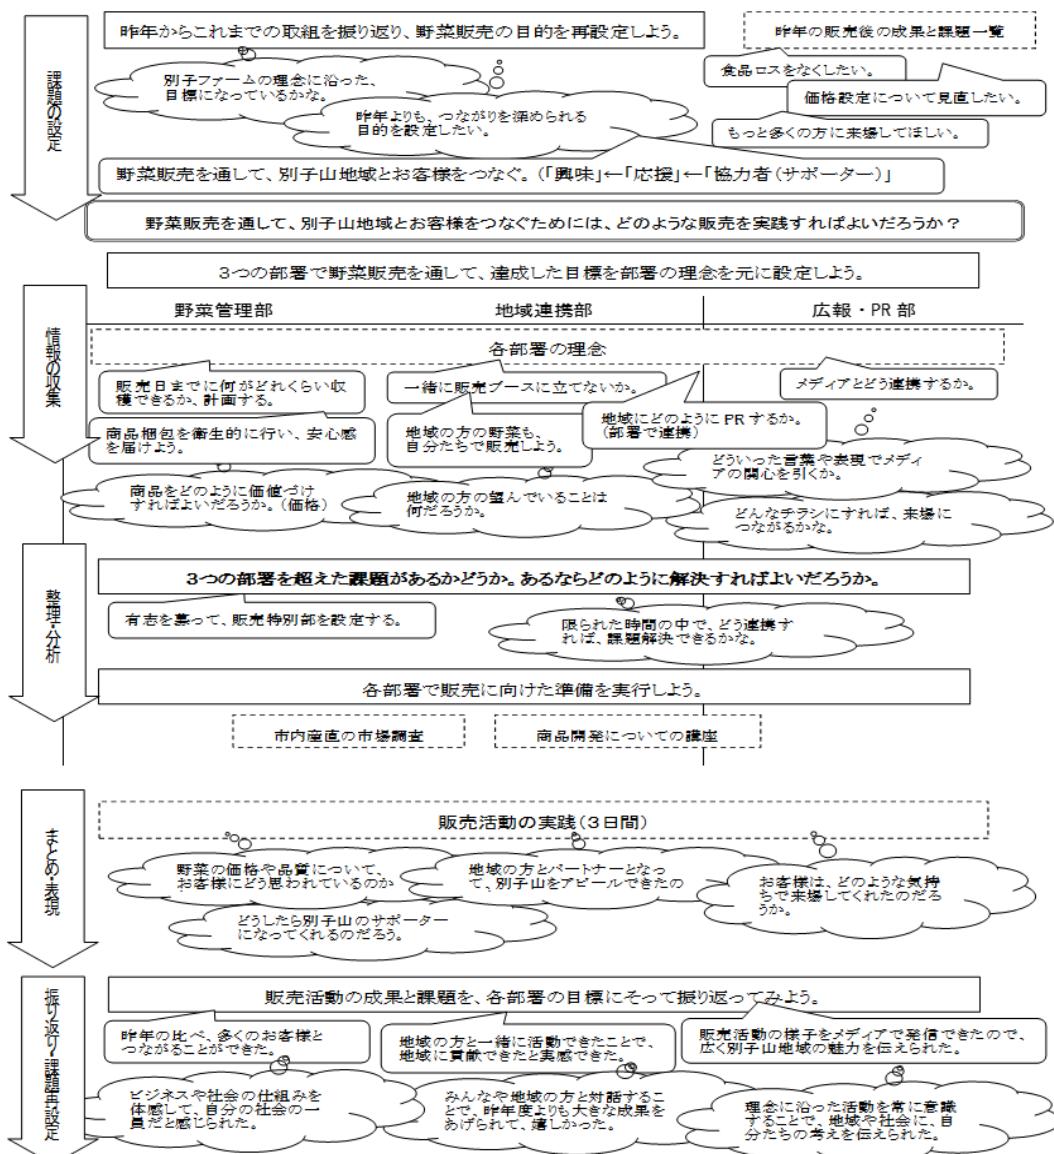 昨年からこれまでの取組を振り返り、野菜販売の目的を再設定しよう。
昨年の販売後の成果と課題一覧
課題の設定
別子ファームの理念に沿った、
目標になっているかな。
昨年よりも、つながりを深められる
目的を設定したい。
食品ロスをなくしたい。
価格設定について見直したい。
もっと多くの方に来場してほしい。
野菜販売を通して、別子山地域とお客様をつなぐ。(「興味」←「応援」←「協力者(サポーター)」
野菜販売を通して、別子山地域とお客様をつなぐためには、どのような販売を実践すればよいだろうか?
3つの部署で野菜販売を通して、達成した目標を部署の理念を元に設定しよう。
情報の収集
野菜管理部
地域連携部
広報・PR部
各部署の理念
販売日までに何がどれくらい収
穫できるか、計画する。
一緒に販売ブースに立てないか。
メディアとどう連携するか。
商品梱包を衛生的に行い、安心感
を届けよう。
地域の方の野菜も、
自分たちで販売しよう。
地域にどのようにPRするか。
(部署で連携)
どういった言葉や表現でメディ
アの関心を引くか。
商品をどのように価値づけ
すればよいだろうか。(価格)
地域の方の望んでいることは
何だろうか。
どんなチラシにすれば、来場に
つながるかな。
整理・分析
3つの部署を超えた課題があるかどうか。あるならどのように解決すればよいだろうか。
有志を募って、販売特別部を設定する。
限られた時間の中で、どう連携す
れば、課題解決できるかな。
各部署で販売に向けた準備を実行しよう。
市内産直の市場調査
商品開発についての講座
まとめ・表現
販売活動の実践(3日間)
野菜の価格や品質について、
お客様にどう思われているのか
地域の方とパートナーとなっ
て、別子山をアピールできたの
お客様は、どのような気持
ちで来場してくれたのだろ
うか。
どうしたら別子山のサポーター
になってくれるのだろう。
振り返り・課題再設定
販売活動の成果と課題を、各部署の目標にそって振り返ってみよう。
昨年の比べ、多くのお客様と
つながることができた。
地域の方と一緒に活動できたことで、
地域に貢献できたと実感できた。
販売活動の様子をメディアで発信できたので、
広く別子山地域の魅力を伝えられた。
ビジネスや社会の仕組みを
体感して、自分の社会の一
員だと感じられた。
みんなや地域の方と対話するこ
とで、昨年度よりも大きな成果を
あげられて、嬉しかった。
理念に沿った活動を常に意識
することで、地域や社会に、自
分たちの考えを伝えられた。